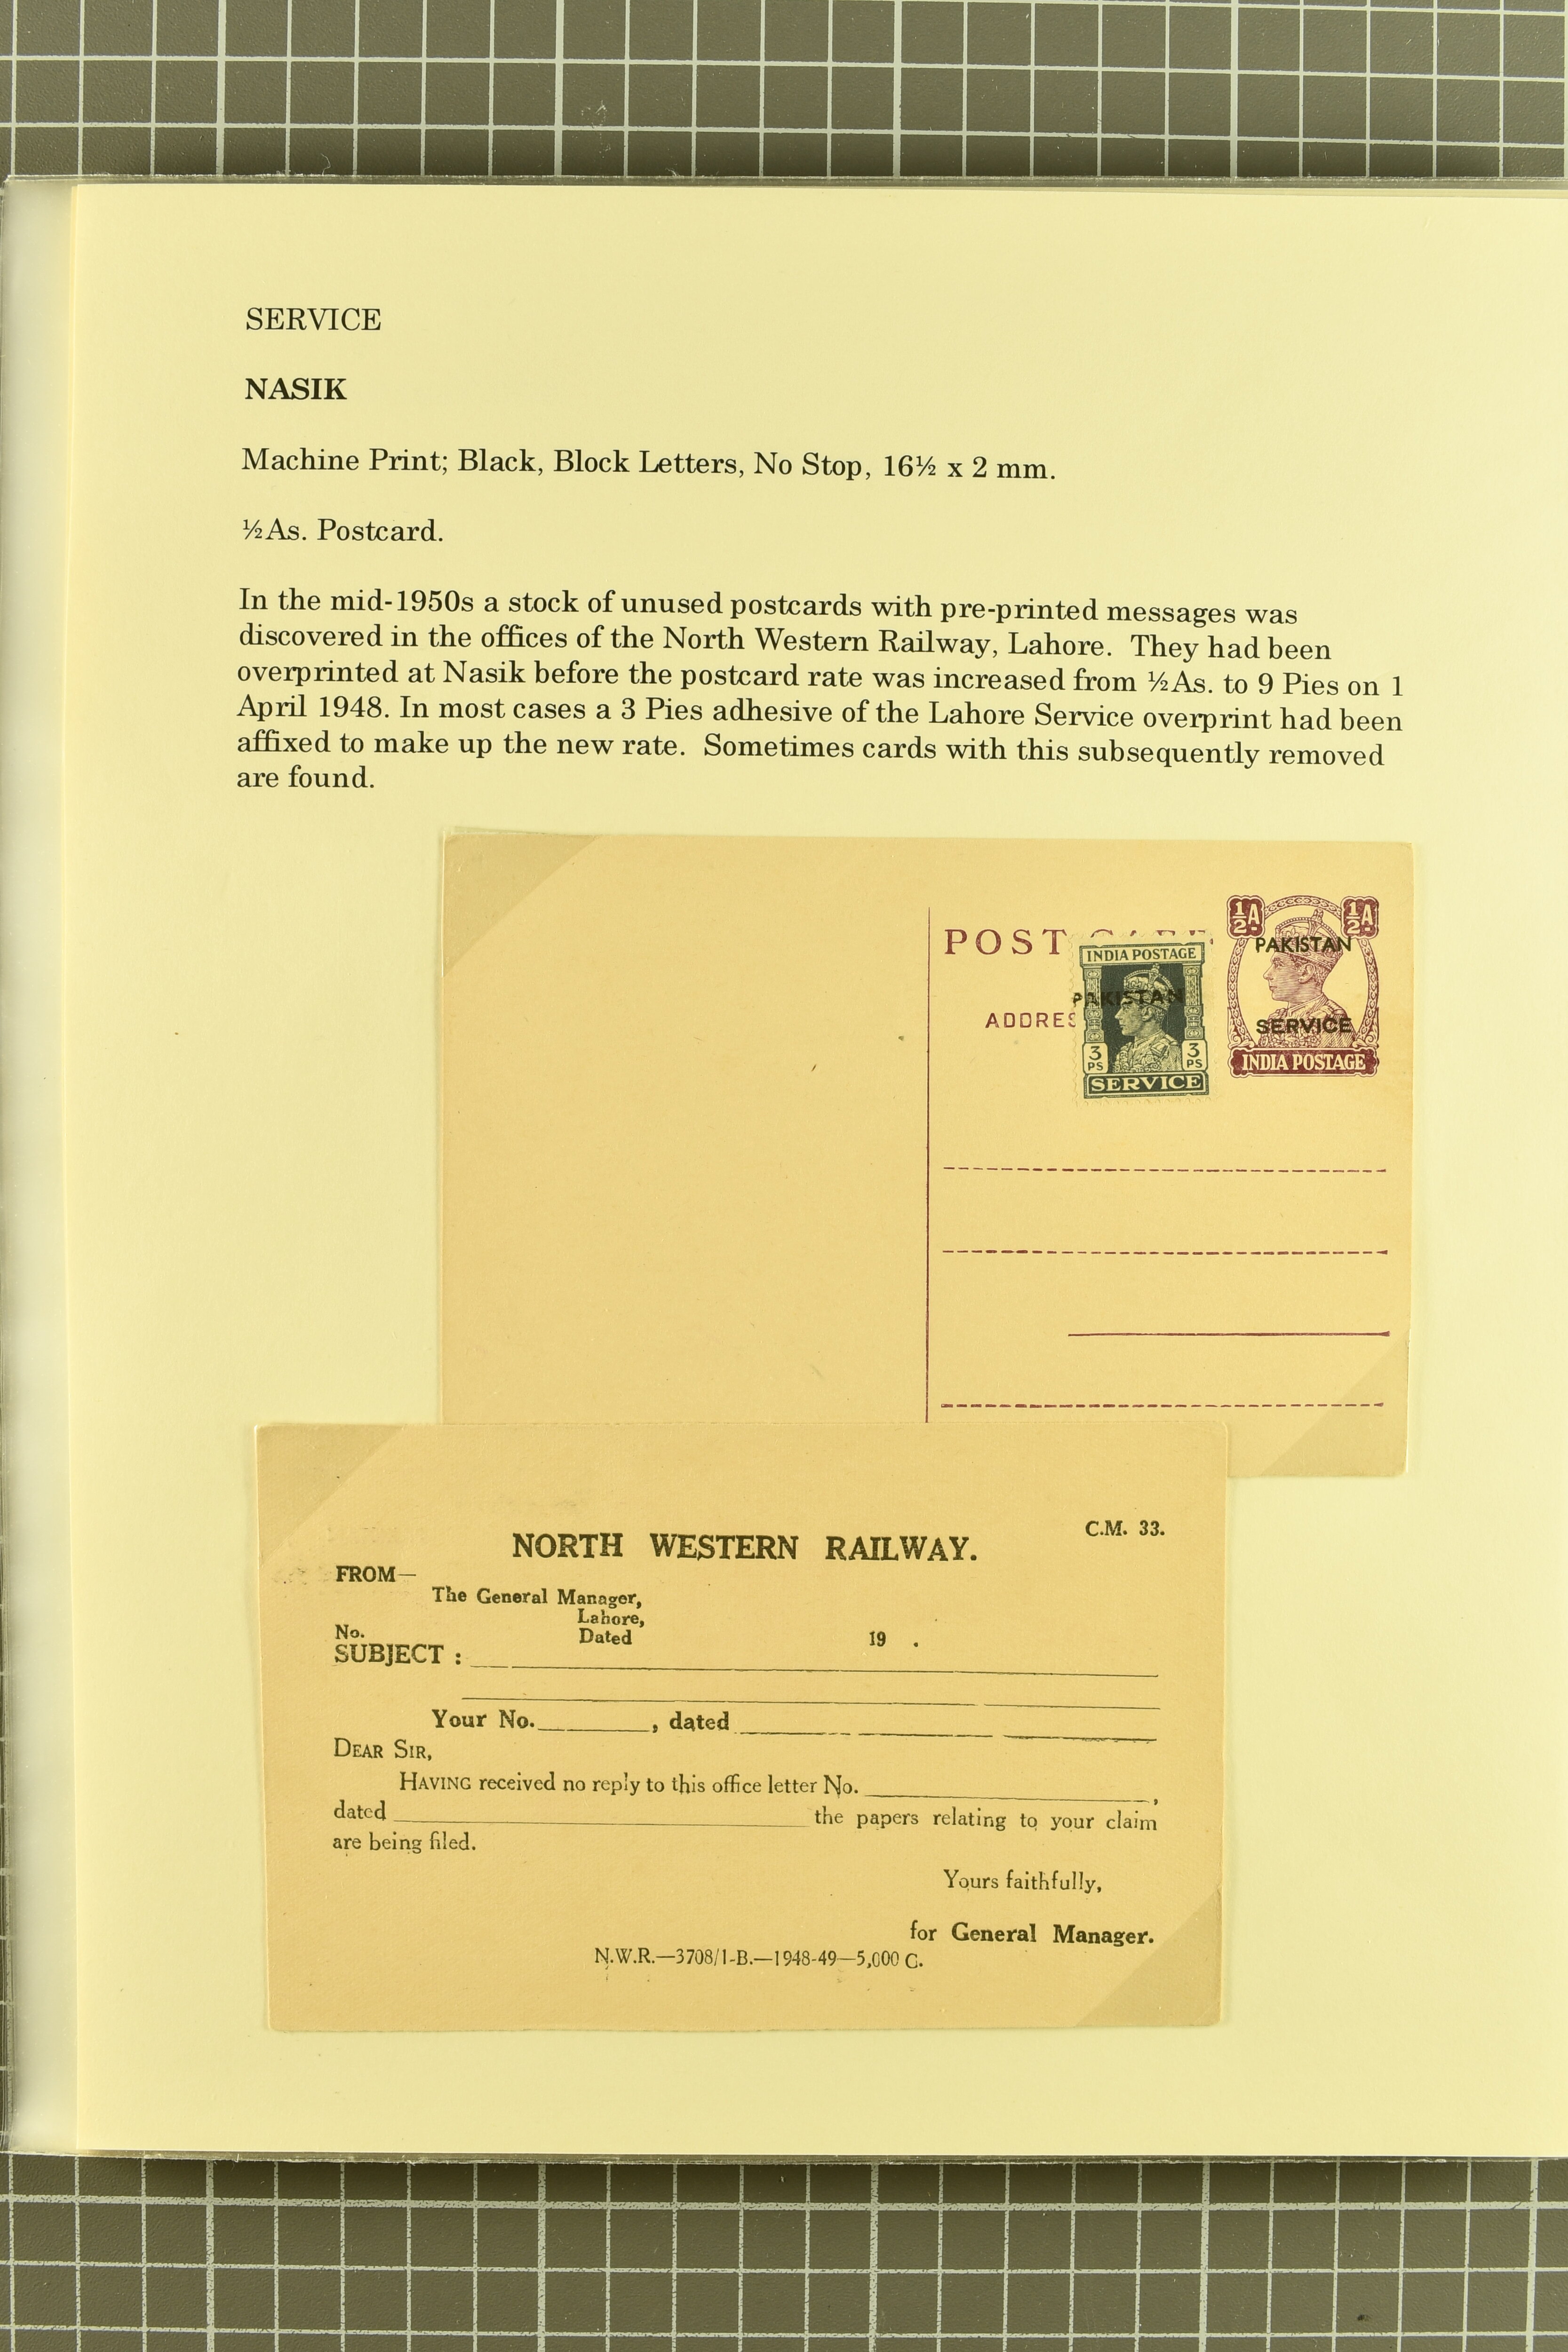 SERVICE
NASIK
Machine Print; Black, Block Letters, No Stop, 16½ x 2 mm.
½As. Postcard.
In the mid-1950s a stock of unused postcards with pre-printed messages was
discovered in the offices of the North Western Railway, Lahore.  They had been
overprinted at Nasik before the postcard rate was increased from ½As. to 9 Pies on 1
April 1948. In most cases a 3 Pies adhesive of the Lahore Service overprint had been
affixed to make up the new rate.  Sometimes cards with this subsequently removed
are found.
POST
ADDRES
INDIA POSTAGE
PAKISTAN
3 PS 3 PS
SERVICE
½A ½A
PAKISTAN
SERVICE
INDIA POSTAGE
C.M. 33.
NORTH WESTERN RAILWAY.
FROM—
The General Manager,
Lahore,
No. Dated 19 .
SUBJECT :
Your No. , dated
DEAR SIR,
HAVING received no reply to this office letter No. ,
dated the papers relating to your claim
are being filed.
Yours faithfully,
for General Manager.
N.W.R.—3708/1-B.—1948-49—5,000 C.